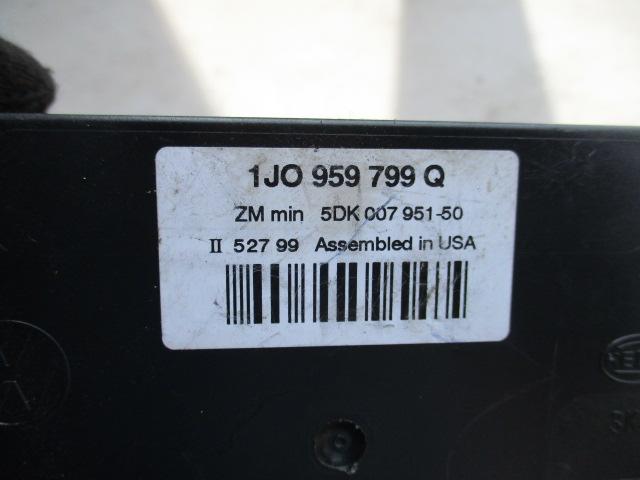 1JO 959 799 Q
ZM min 5DK 007 951-50
II 527 99 Assembled in USA